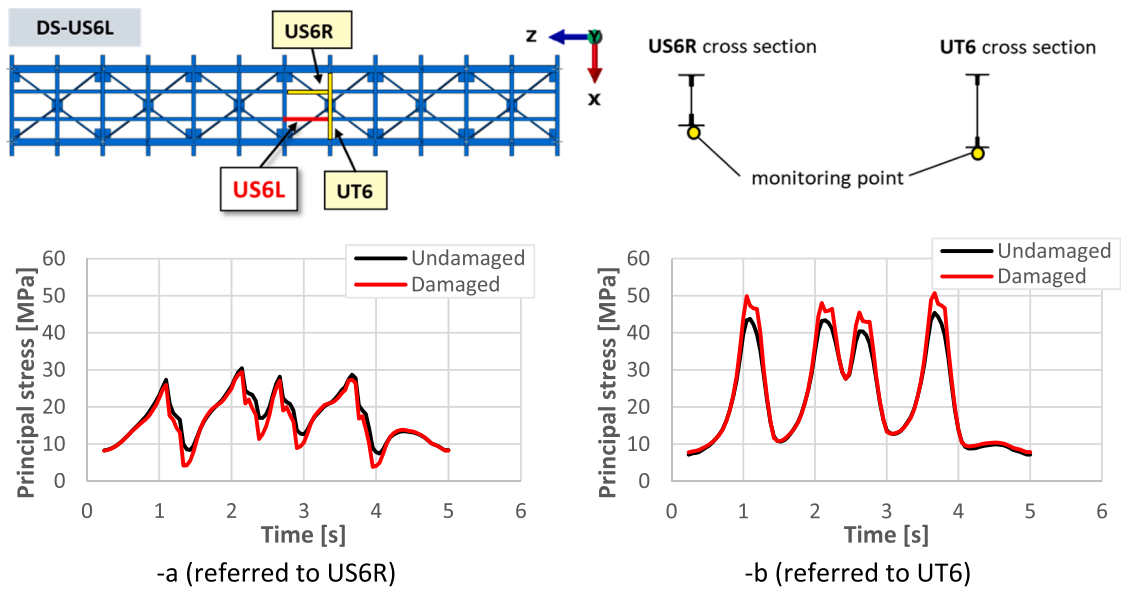 DS-US6L
US6R
Z
Y
X
US6L
UT6
US6R cross section
UT6 cross section
monitoring point
Principal stress [MPa]
60
50
40
30
20
10
0
0 1 2 3 4 5 6
Time [s]
Undamaged
Damaged
-a (referred to US6R)
Principal stress [MPa]
60
50
40
30
20
10
0
0 1 2 3 4 5 6
Time [s]
Undamaged
Damaged
-b (referred to UT6)